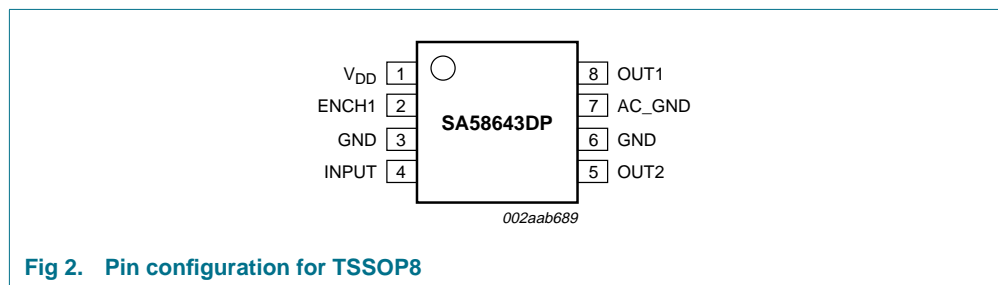 VDD 1 8 OUT1
ENCH1 2 7 AC_GND
SA58643DP
GND 3 6 GND
INPUT 4 5 OUT2
002aab689
Fig 2. Pin configuration for TSSOP8